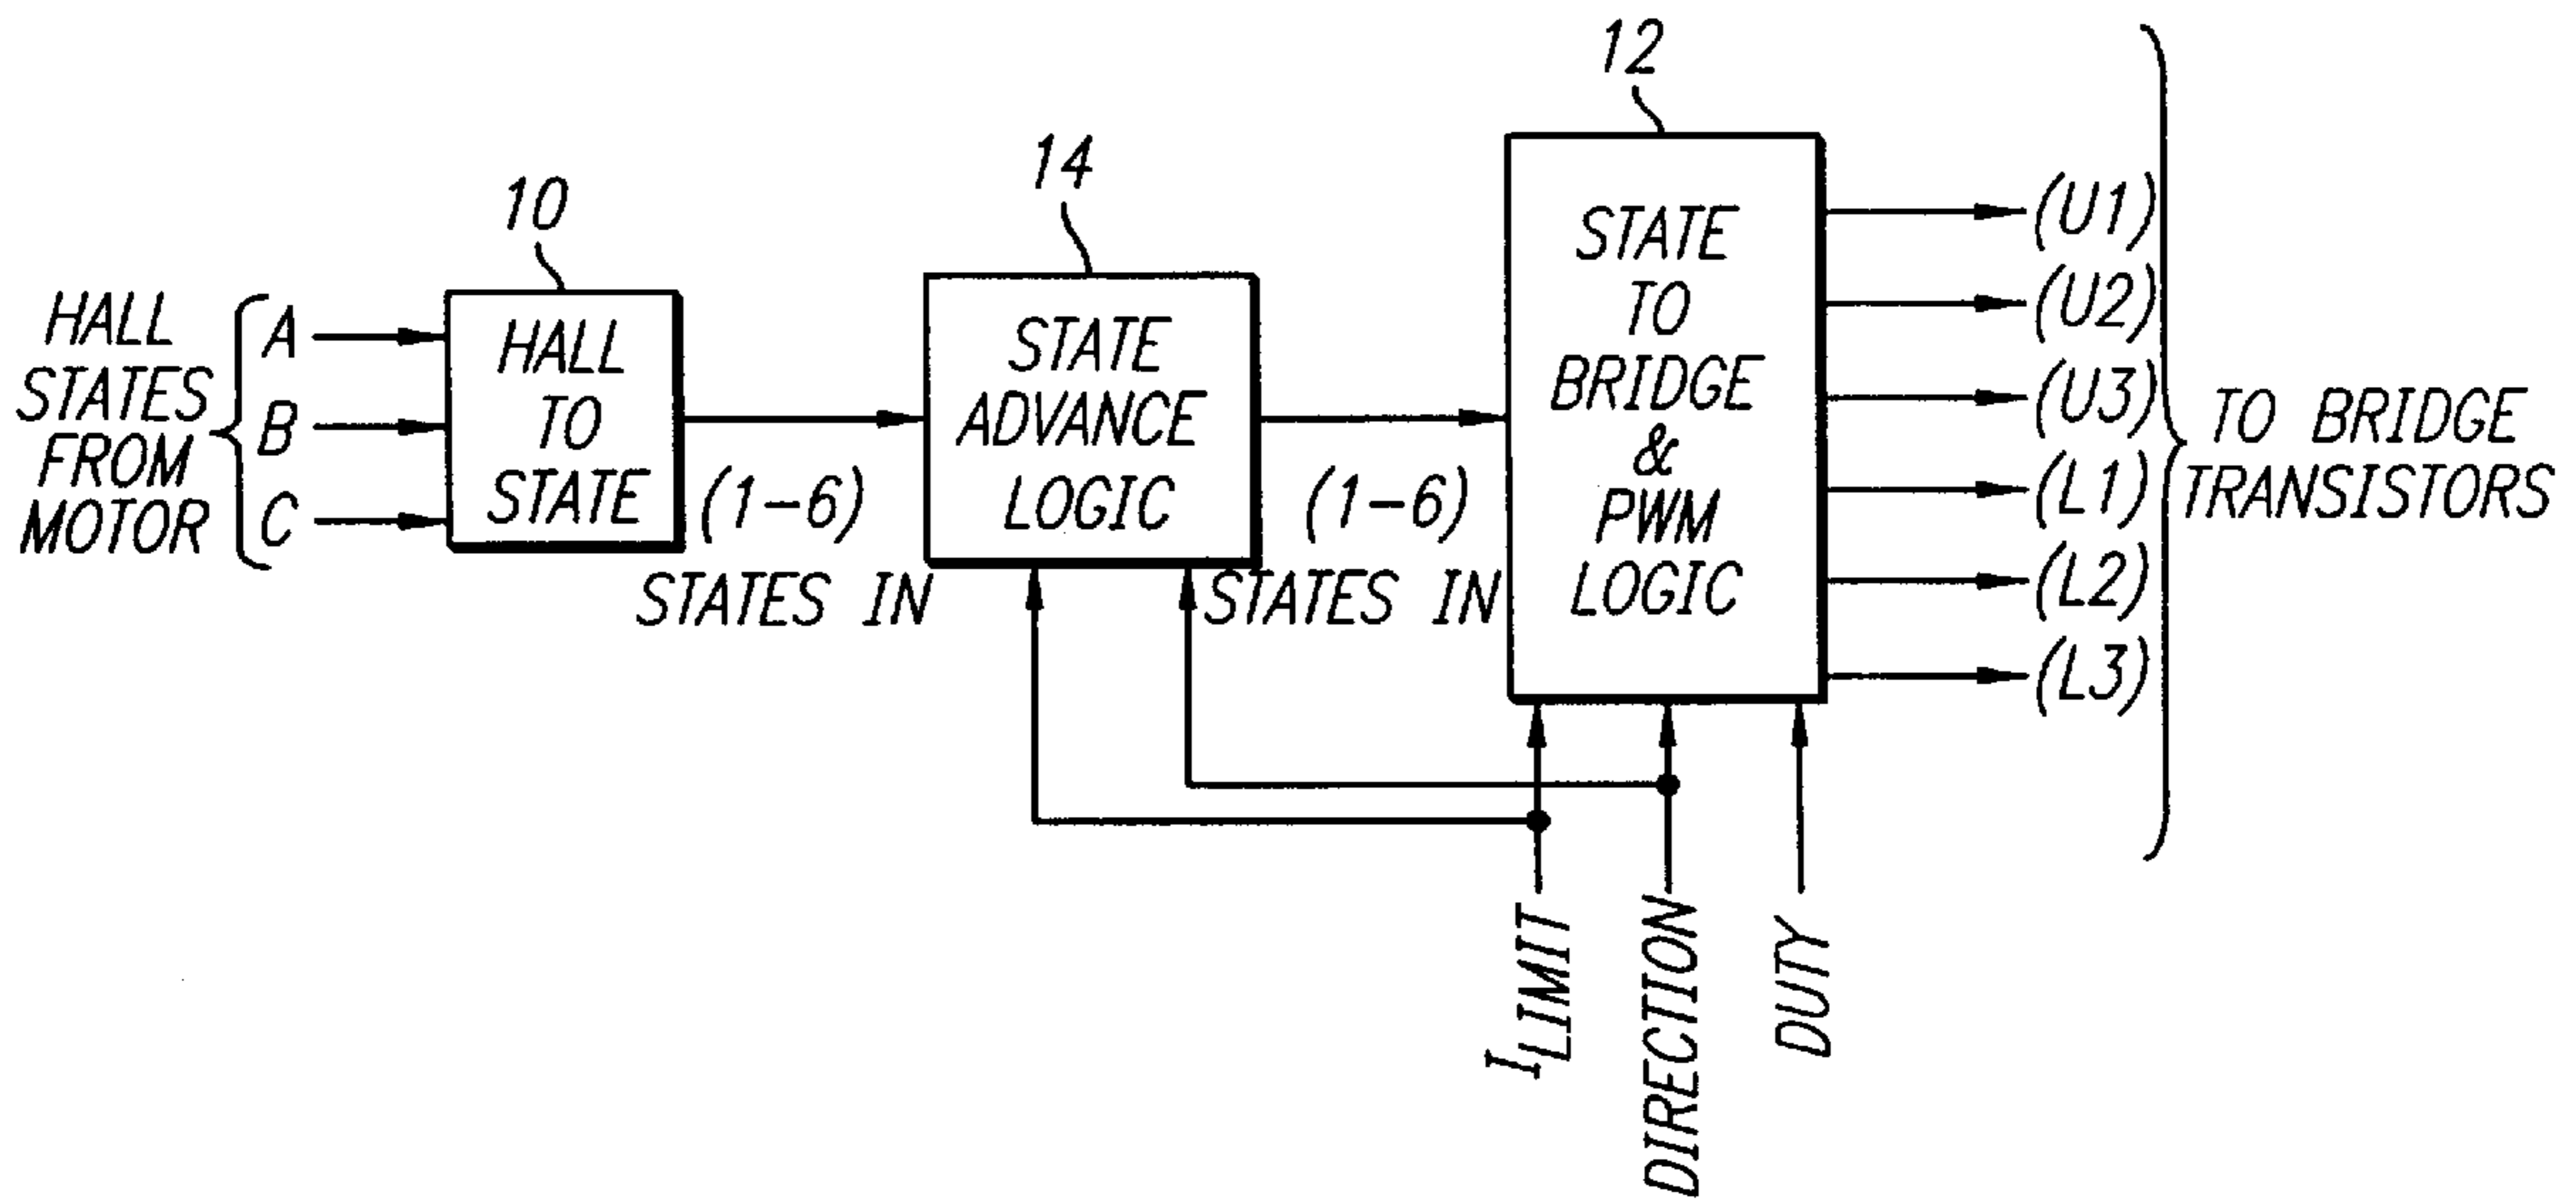 12
14
10
HALL
STATES
FROM
MOTOR
A
B
C
HALL
TO
STATE
(1-6)
STATES IN
STATE
ADVANCE
LOGIC
(1-6)
STATES IN
STATE
TO
BRIDGE
&
PWM
LOGIC
(U1)
(U2)
(U3)
(L1)
(L2)
(L3)
TO BRIDGE
TRANSISTORS
ILIMIT
DIRECTION
DUTY